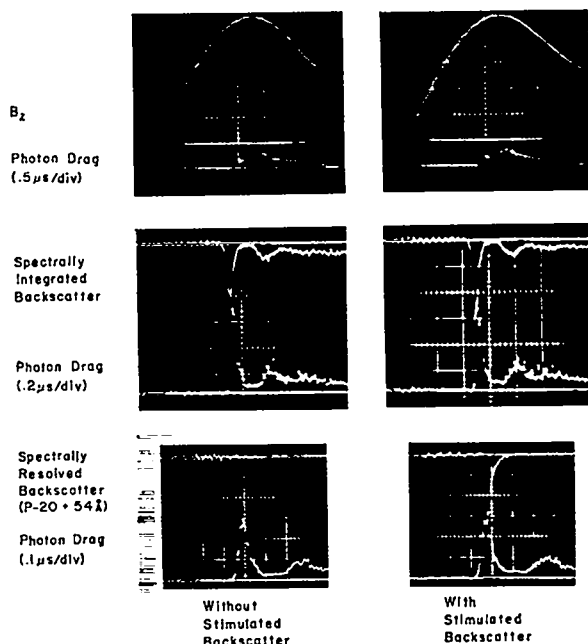 B₂
Photon Drag
(.5µs/div)
Spectrally
Integrated
Backscatter
Photon Drag
(.2µs/div)
Spectrally
Resolved
Backscatter
(P-20 + 54Å)
Photon Drag
(.1µs/div)
Without
Stimulated
Backscatter
With
Stimulated
Backscatter